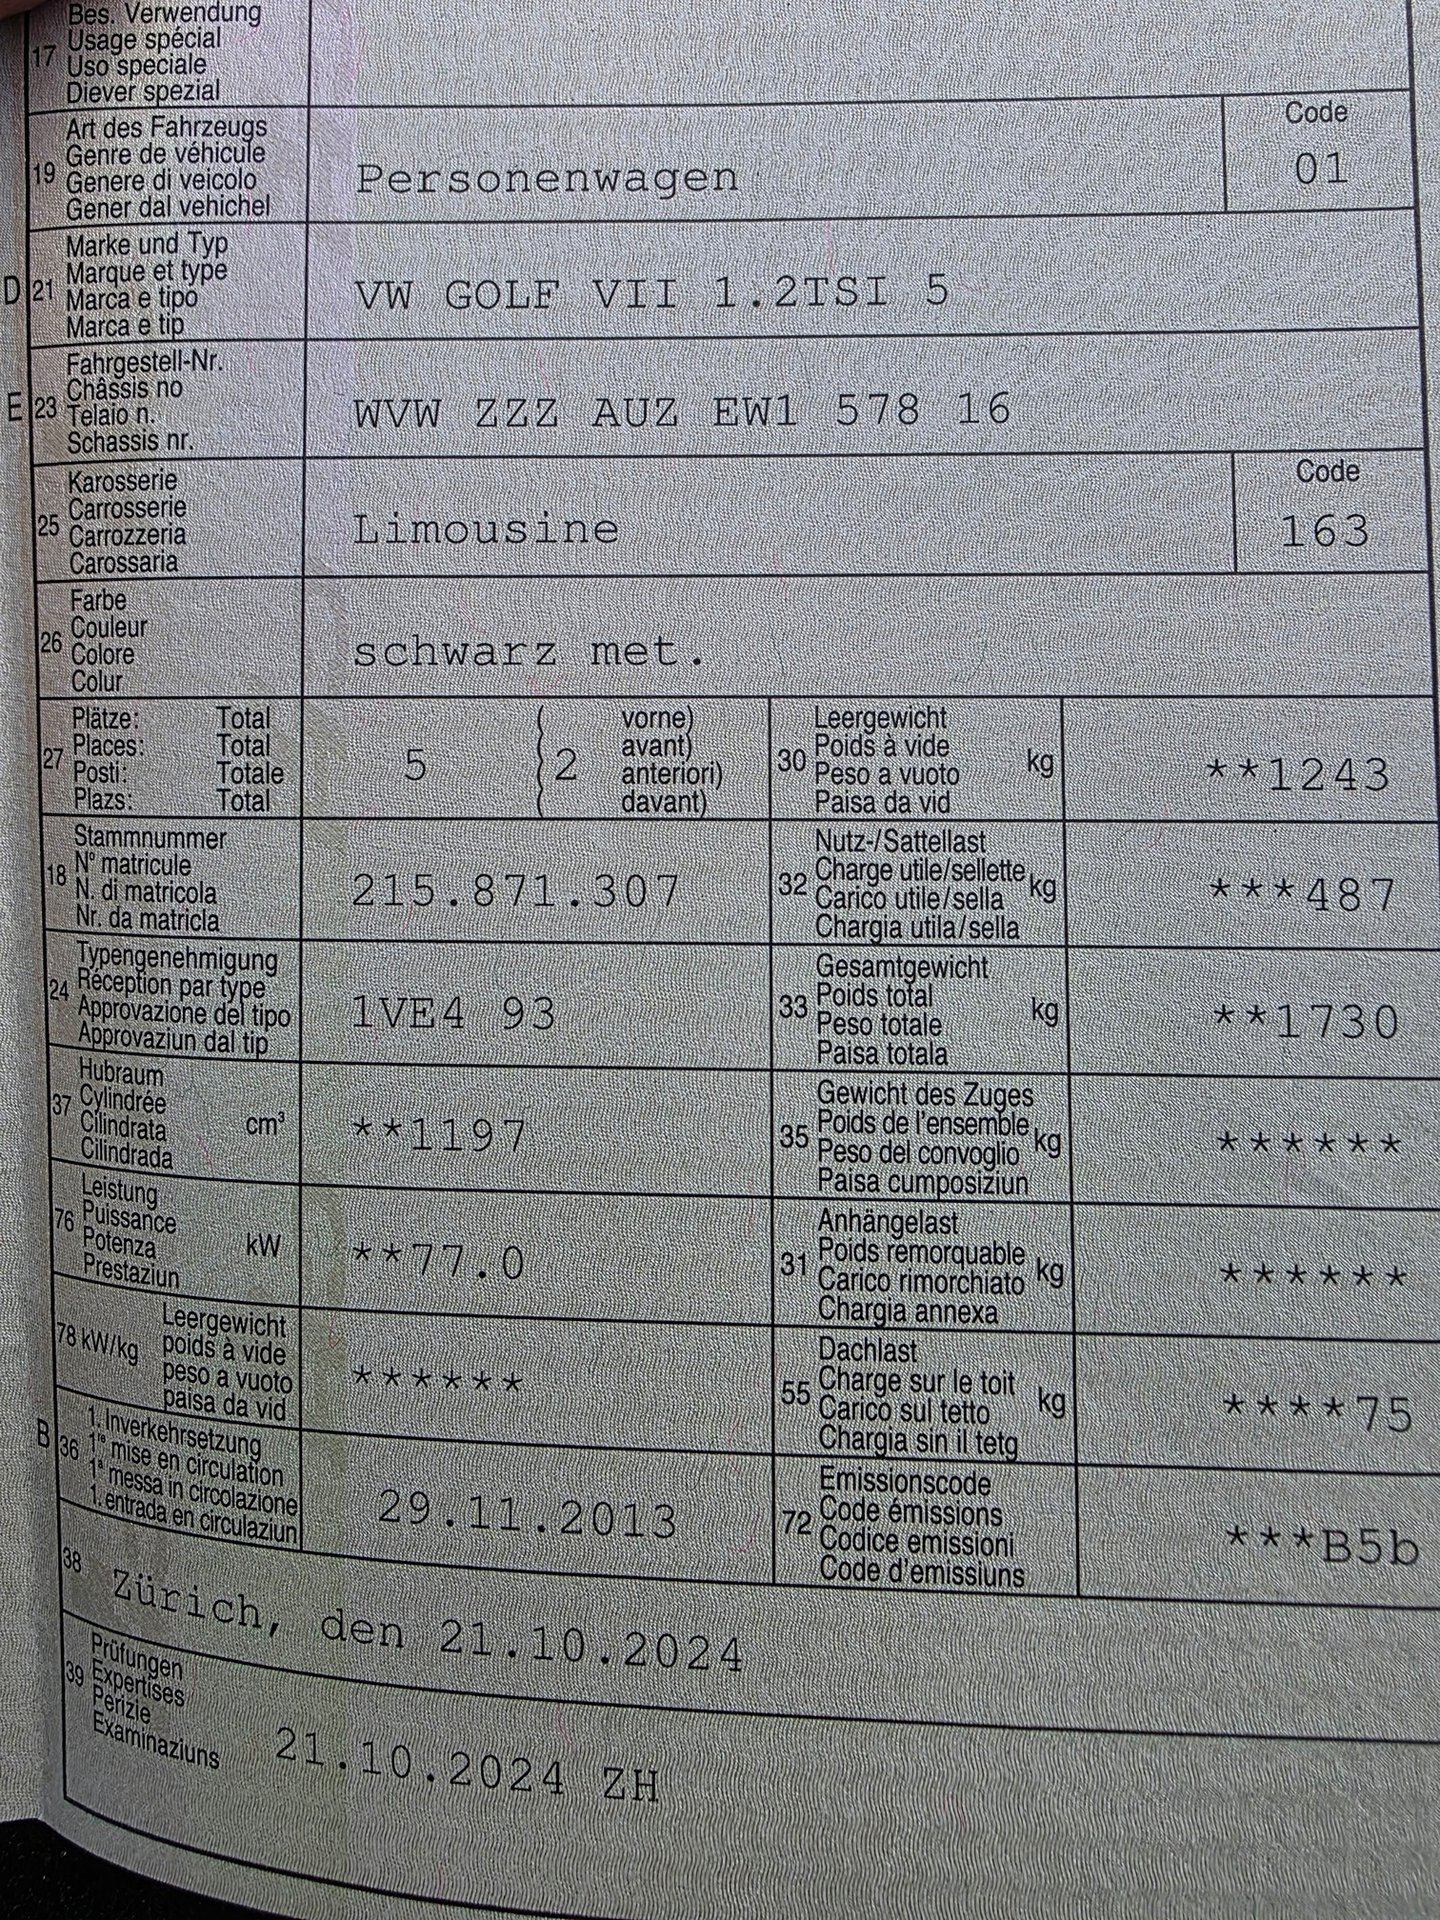 17 Bes. Verwendung
Usage spécial
Uso speciale
Diever spezial
19 Art des Fahrzeugs
Genre de véhicule
Genere di veicolo
Gener dal vehichel
Personenwagen
Code
01
D 21 Marke und Typ
Marque et type
Marca e tipo
Marca e tip
VW GOLF VII 1.2TSI 5
E 23 Fahrgestell-Nr.
Châssis no
Telaio n.
Schassis nr.
WVW ZZZ AUZ EW1 578 16
25 Karosserie
Carrosserie
Carrozzeria
Carossaria
Limousine
Code
163
26 Farbe
Couleur
Colore
Colur
schwarz met.
27 Plätze: Total
Places: Total
Posti: Totale
Plazs: Total
5 ( 2 vorne)
( avant)
( anteriori)
( davant)
30 Leergewicht
Poids à vide kg
Peso a vuoto
Paisa da vid
**1243
18 Stammnummer
N° matricule
N. di matricola
Nr. da matricla
215.871.307
32 Nutz-/Sattellast
Charge utile/sellette kg
Carico utile/sella
Chargia utila/sella
***487
24 Typengenehmigung
Réception par type
Approvazione del tipo
Approvaziun dal tip
1VE4 93
33 Gesamtgewicht
Poids total kg
Peso totale
Paisa totala
**1730
37 Hubraum
Cylindrée
Cilindrata cm³
Cilindrada
**1197
35 Gewicht des Zuges
Poids de l'ensemble kg
Peso del convoglio
Paisa cumposiziun
******
76 Leistung
Puissance
Potenza kW
Prestaziun
**77.0
31 Anhängelast
Poids remorquable kg
Carico rimorchiato
Chargia annexa
******
78 kW/kg Leergewicht
poids à vide
peso a vuoto
paisa da vid
******
55 Dachlast
Charge sur le toit kg
Carico sul tetto
Chargia sin il tetg
****75
B 36 1. Inverkehrsetzung
1re mise en circulation
1a messa in circolazione
1. entrada en circulaziun
29.11.2013
72 Emissionscode
Code émissions
Codice emissioni
Code d'emissiuns
***B5b
38 Zürich, den 21.10.2024
39 Prüfungen
Expertises
Perizie
Examinaziuns
21.10.2024 ZH